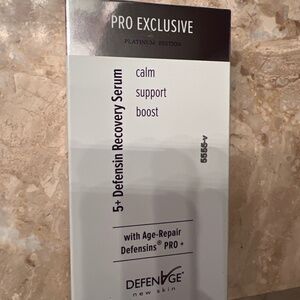 PRO EXCLUSIVE
PLATINUM EDITION
5+ Defensin Recovery Serum
calm
support
boost
5555-v
with Age-Repair
Defensins® PRO +
DEFENAGE®
new skin